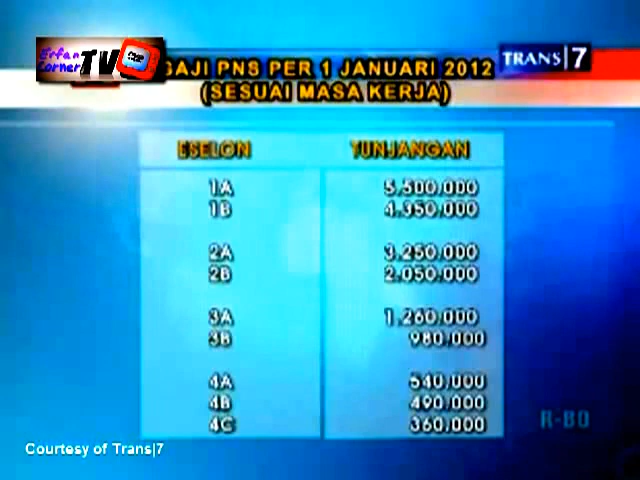 Erfan
Corner TV
GAJI PNS PER 1 JANUARI 2012
TRANS|7
(SESUAI MASA KERJA)
ESELON TUNJANGAN
1A 5.500.000
1B 4.350.000
2A 3.250.000
2B 2.050.000
3A 1.260.000
3B 980.000
4A 540.000
4B 490.000
4C 360.000
R-BO
Courtesy of Trans|7